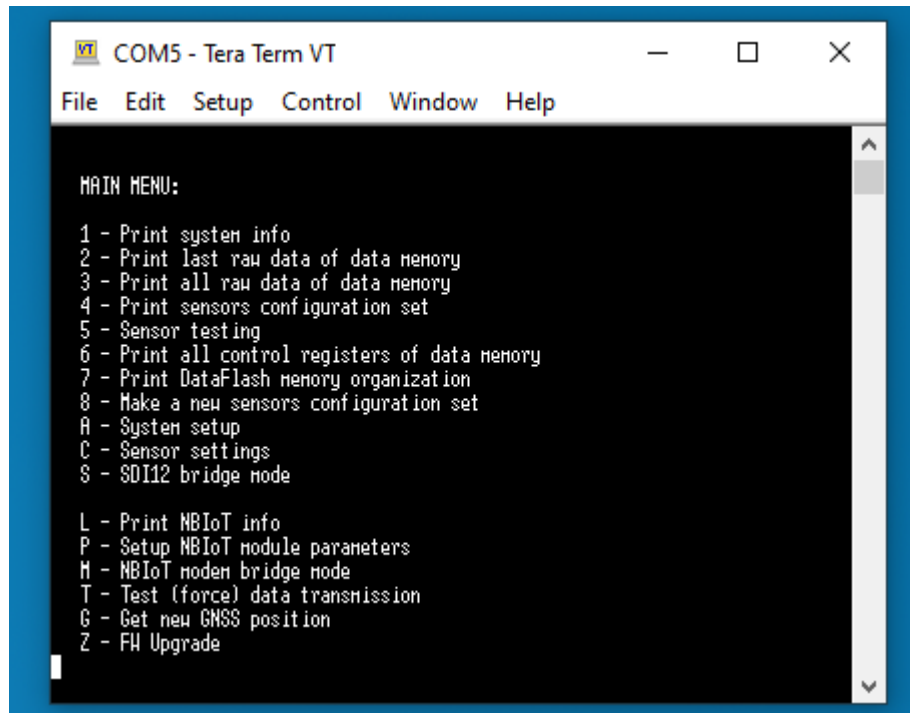 VT COM5 - Tera Term VT
File Edit Setup Control Window Help
MAIN MENU:
1 - Print system info
2 - Print last raw data of data memory
3 - Print all raw data of data memory
4 - Print sensors configuration set
5 - Sensor testing
6 - Print all control registers of data memory
7 - Print DataFlash memory organization
8 - Make a new sensors configuration set
A - System setup
C - Sensor settings
S - SDI12 bridge mode
L - Print NBIoT info
P - Setup NBIoT module parameters
M - NBIoT modem bridge mode
T - Test (force) data transmission
G - Get new GNSS position
Z - FW Upgrade